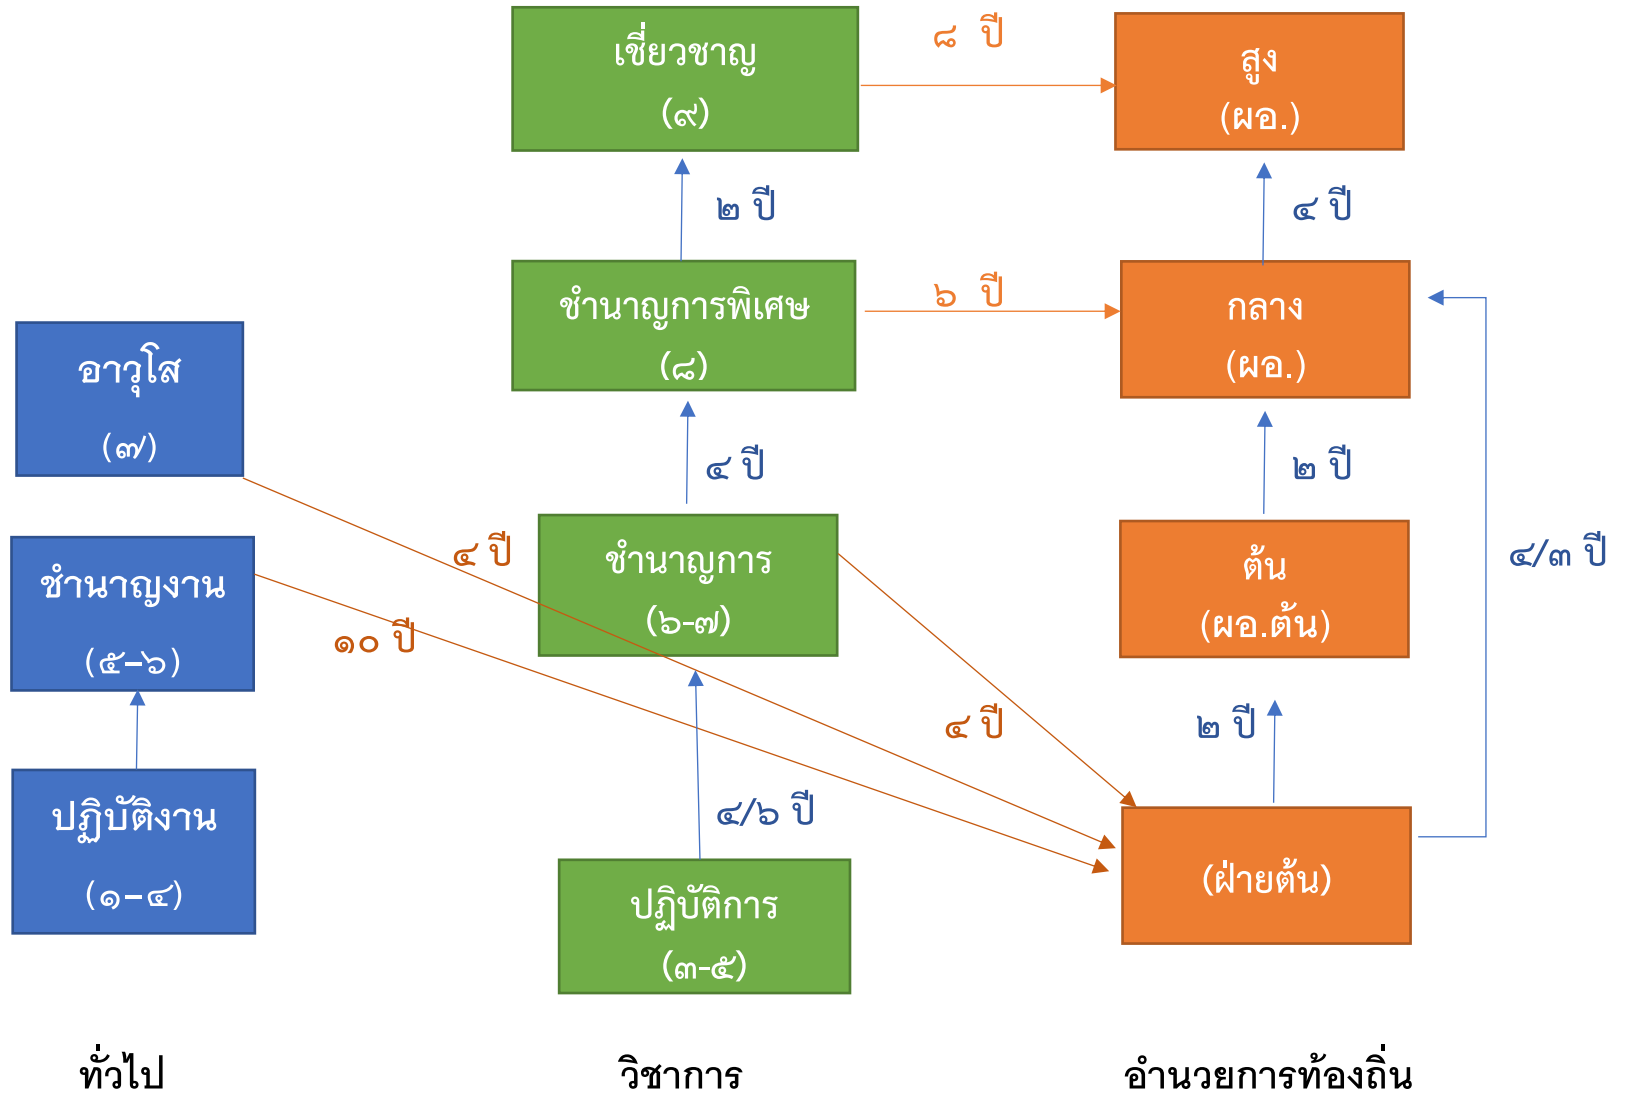 เชี่ยวชาญ
(๙)
๘ ปี
สูง
(ผอ.)
๒ ปี
๔ ปี
ชำนาญการพิเศษ
(๘)
๖ ปี
กลาง
(ผอ.)
อาวุโส
(๗)
๔ ปี
๒ ปี
ชำนาญงาน
(๕–๖)
๔ ปี
๑๐ ปี
ชำนาญการ
(๖-๗)
ต้น
(ผอ.ต้น)
๔/๓ ปี
๔ ปี
๒ ปี
ปฏิบัติงาน
(๑–๔)
๔/๖ ปี
ปฏิบัติการ
(๓-๕)
(ฝ่ายต้น)
ทั่วไป
วิชาการ
อำนวยการท้องถิ่น